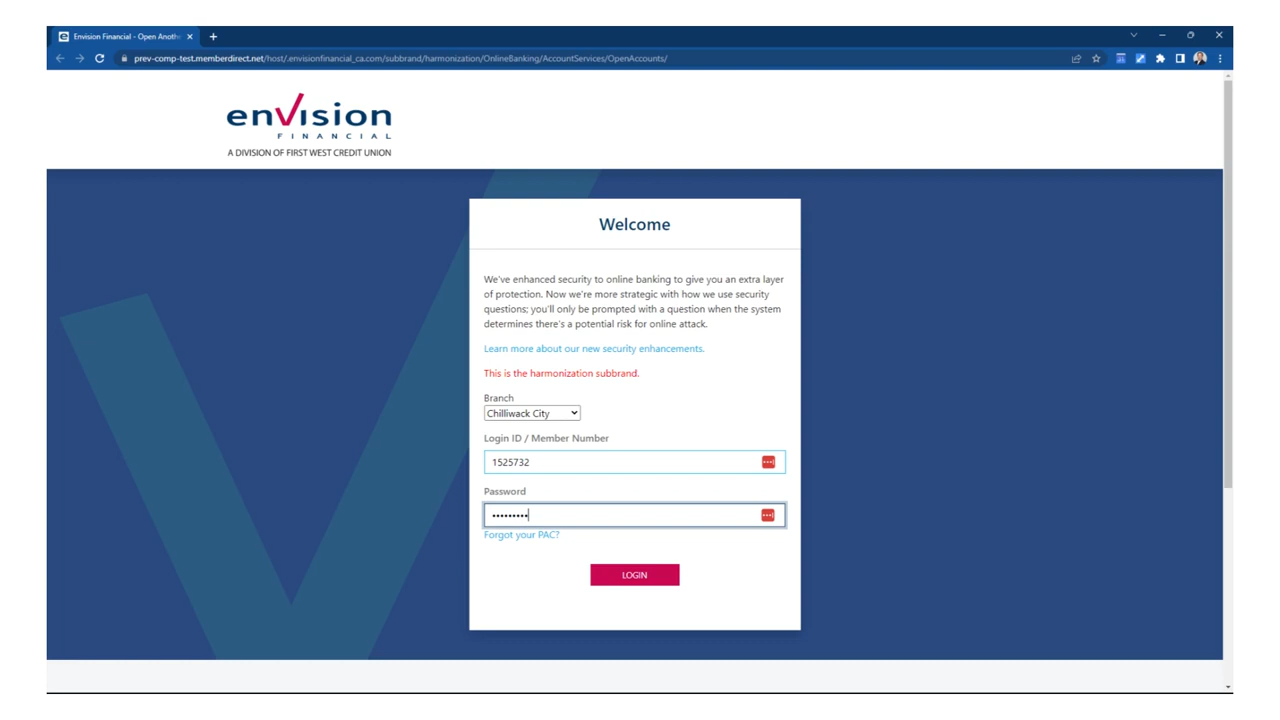 Envision Financial - Open Anoth
prev-comp-test.memberdirect.net/host/.envisionfinancial_ca.com/subbrand/harmonization/OnlineBanking/AccountServices/OpenAccounts/
envision
FINANCIAL
A DIVISION OF FIRST WEST CREDIT UNION
Welcome
We've enhanced security to online banking to give you an extra layer
of protection. Now we're more strategic with how we use security
questions; you'll only be prompted with a question when the system
determines there's a potential risk for online attack.
Learn more about our new security enhancements.
This is the harmonization subbrand.
Branch
Chilliwack City
Login ID / Member Number
1525732
Password
•••••••••
Forgot your PAC?
LOGIN